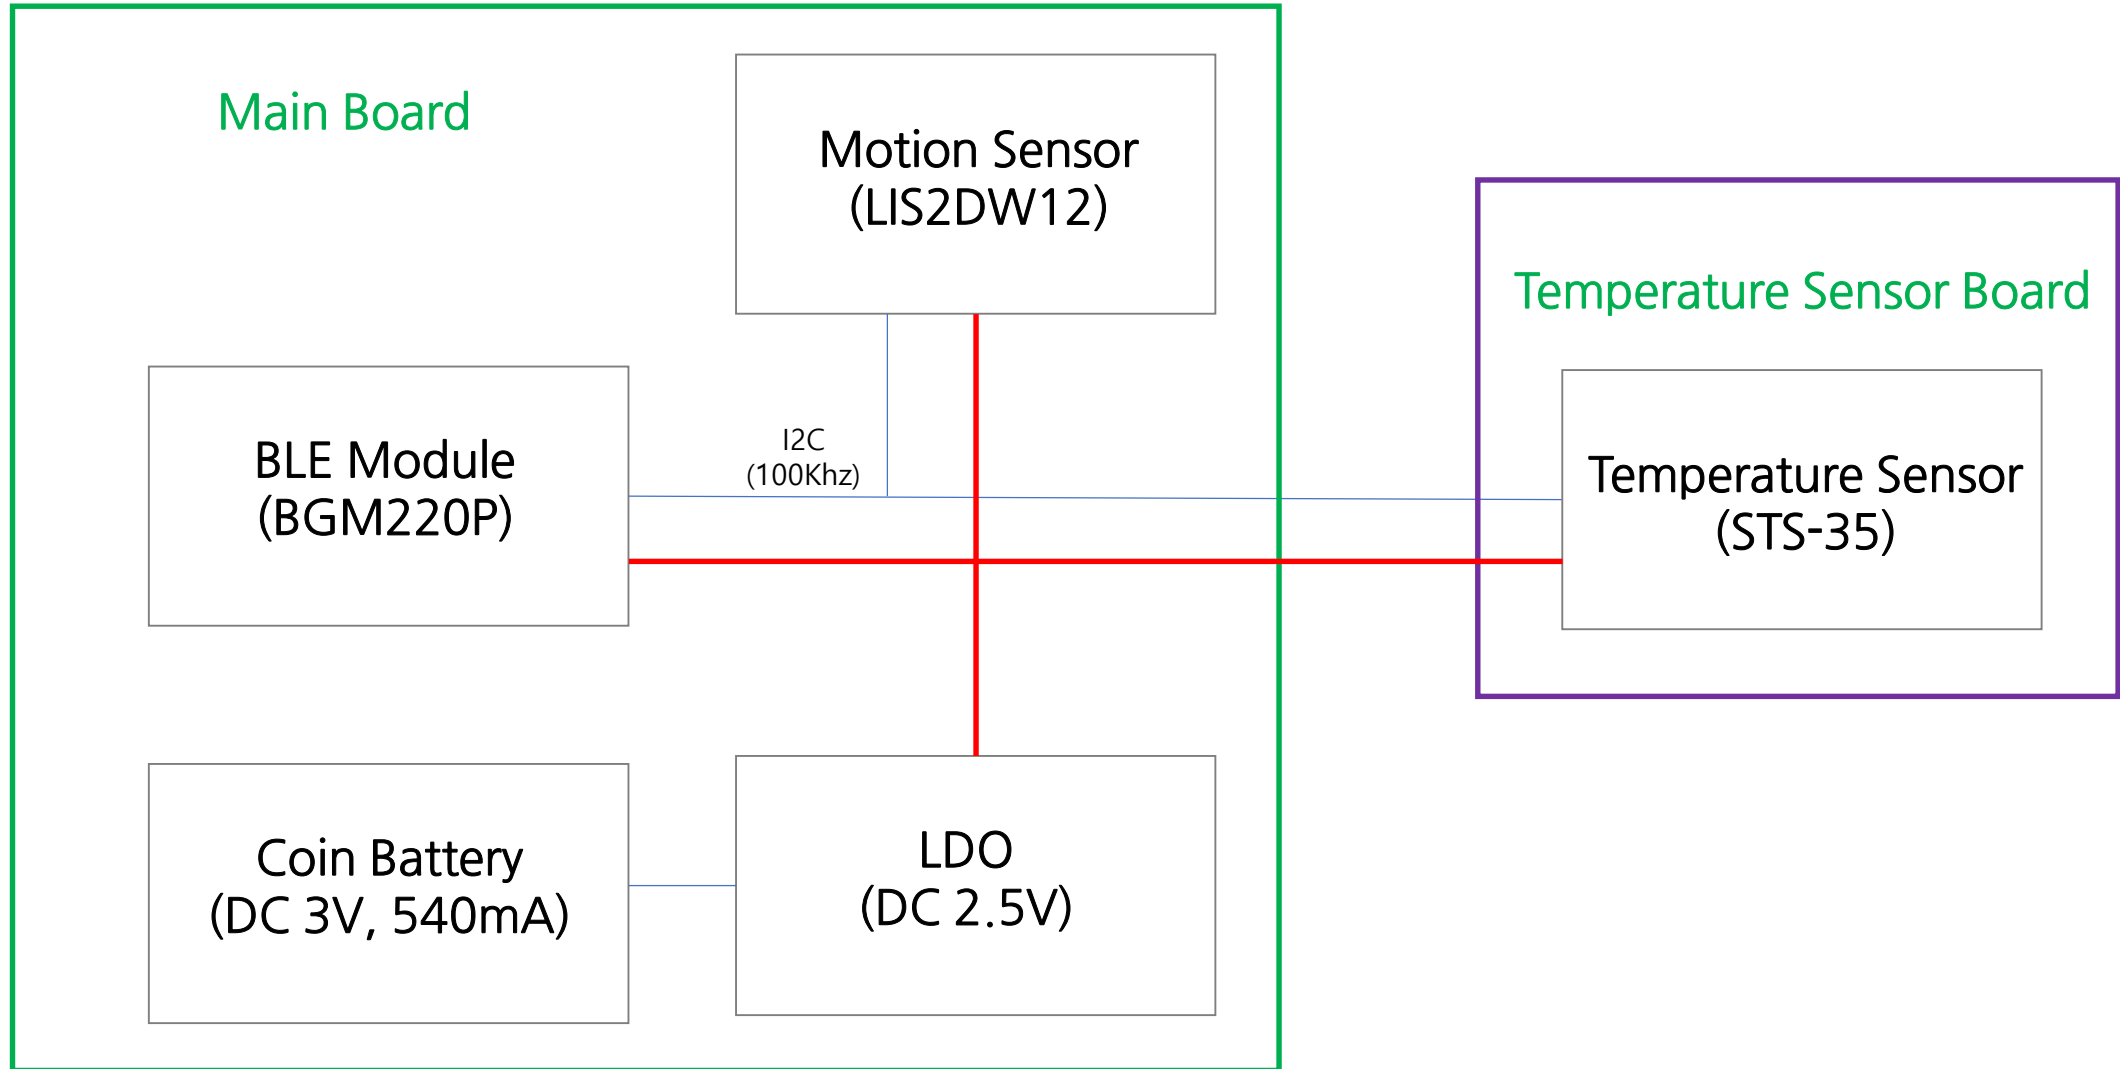 Main Board
Motion Sensor
(LIS2DW12)
Temperature Sensor Board
BLE Module
(BGM220P)
I2C
(100Khz)
Temperature Sensor
(STS-35)
Coin Battery
(DC 3V, 540mA)
LDO
(DC 2.5V)